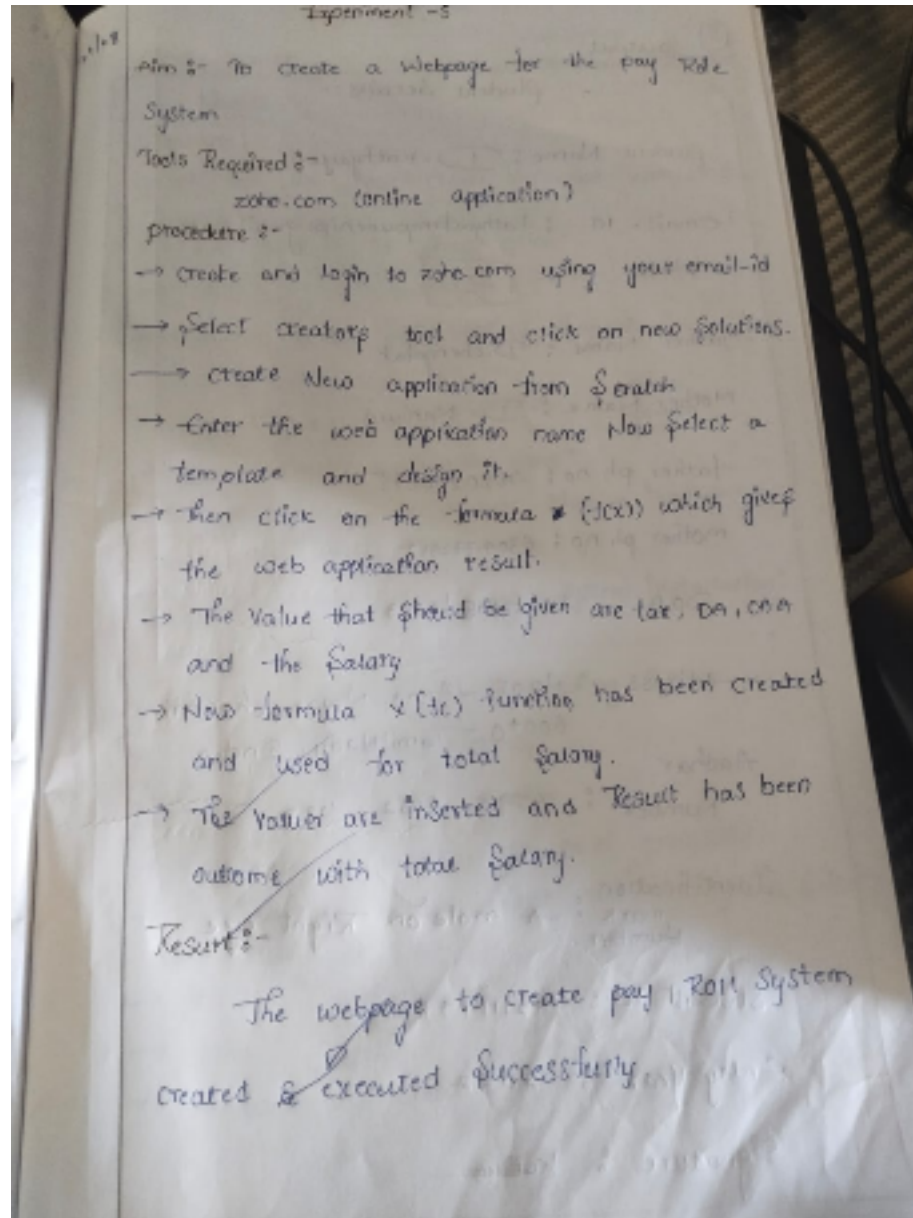 Experiment - 5
Aim :- To create a Webpage for the pay Role
System
Tools Required :-
zoho.com (online application)
procedure :-
→ create and login to zoho.com using your email-id
→ Select creators tool and click on new Solutions.
→ create New application from Scratch
→ Enter the web application name Now Select a
template and design it.
→ then click on the formula * (f(x)) which gives
the web application result.
→ The Value that should be given are tax, DA,
and the Salary
→ Now formula x (fc) function has been created
and used for total Salary.
→ The values are inserted and Result has been
outcome with total Salary.
Result :-
The webpage to create pay Roll System
created & executed Successfully